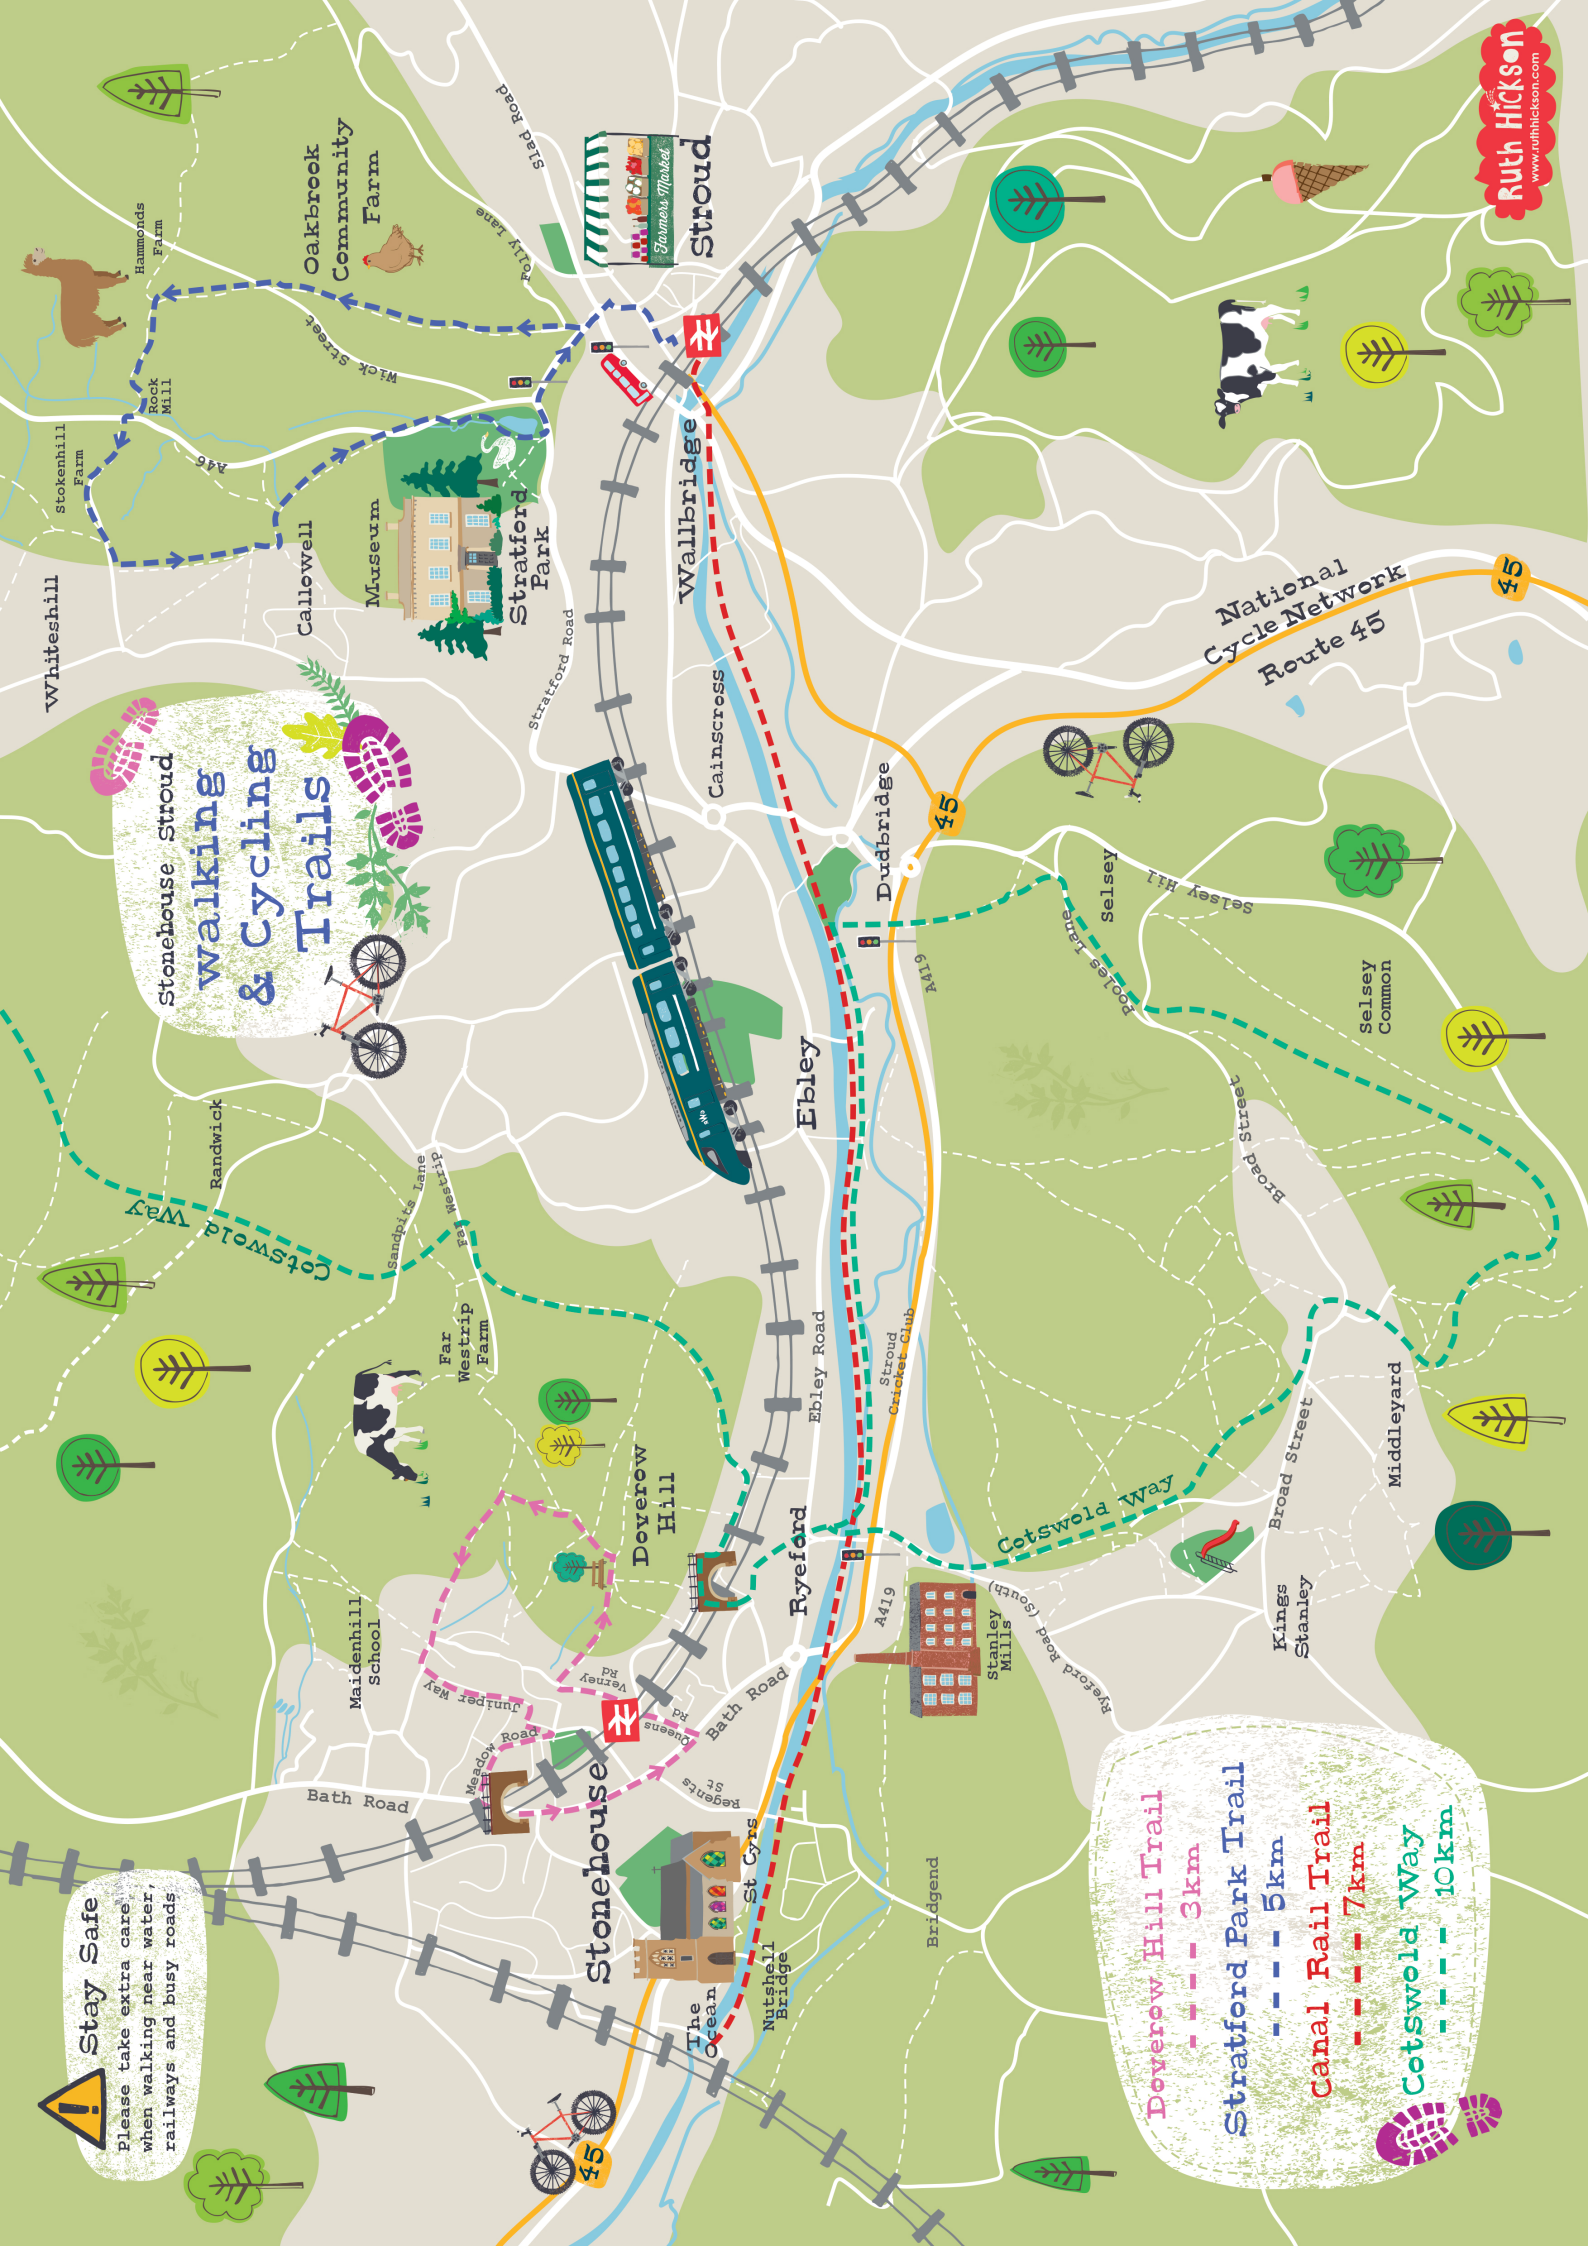 Stay Safe
Please take extra care
when walking near water,
railways and busy roads
Stonehouse Stroud
Walking
& Cycling
Trails
Whiteshill
Stokenhill
Farm
Rock
Mill
Hammonds
Farm
Oakbrook
Community
Farm
Wick Street
A46
Callowell
Museum
Stratford
Park
Stratford Road
Folly Lane
Slad Road
Farmers Market
Stroud
Wallbridge
Cainscross
Dudbridge
45
National
Cycle Network
Route 45
45
Randwick
Cotswold Way
Sandpits Lane
Far Westrip
Far
Westrip
Farm
Doverow
Hill
Maidenhill
School
Juniper Way
Verney
Rd
Meadow Road
Queens
Rd
Bath Road
Bath Road
Regents
St
Stonehouse
St Cyrs
The
Ocean
Nutshell
Bridge
45
Bridgend
Ryeford
Ebley Road
Ebley
Stroud
Cricket Club
A419
A419
Stanley
Mills
Ryeford Road (South)
Cotswold Way
Kings
Stanley
Broad Street
Middleyard
Broad Street
Pooles Lane
Selsey
Selsey Hill
Selsey
Common
Doverow Hill Trail
3km
Stratford Park Trail
5km
Canal Rail Trail
7km
Cotswold Way
10km
Ruth Hickson
www.ruthhickson.com